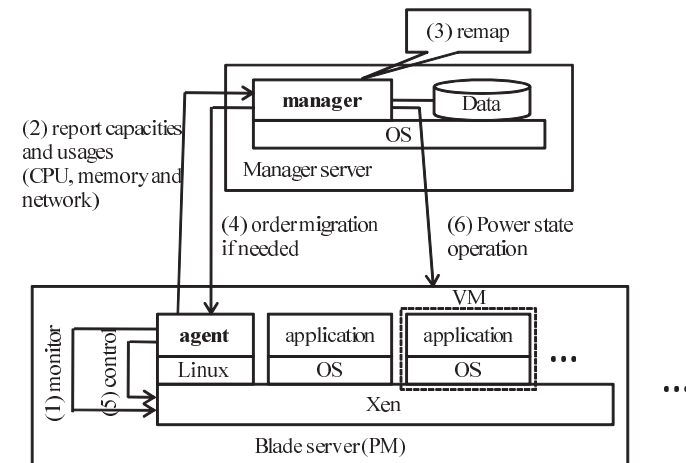 (3) remap
manager
Data
OS
Manager server
(2) report capacities
and usages
(CPU, memory and
network)
(4) order migration
if needed
(6) Power state
operation
VM
agent
application
application
Linux
OS
OS
(1) monitor
(5) control
Xen
Blade server(PM)
...
...